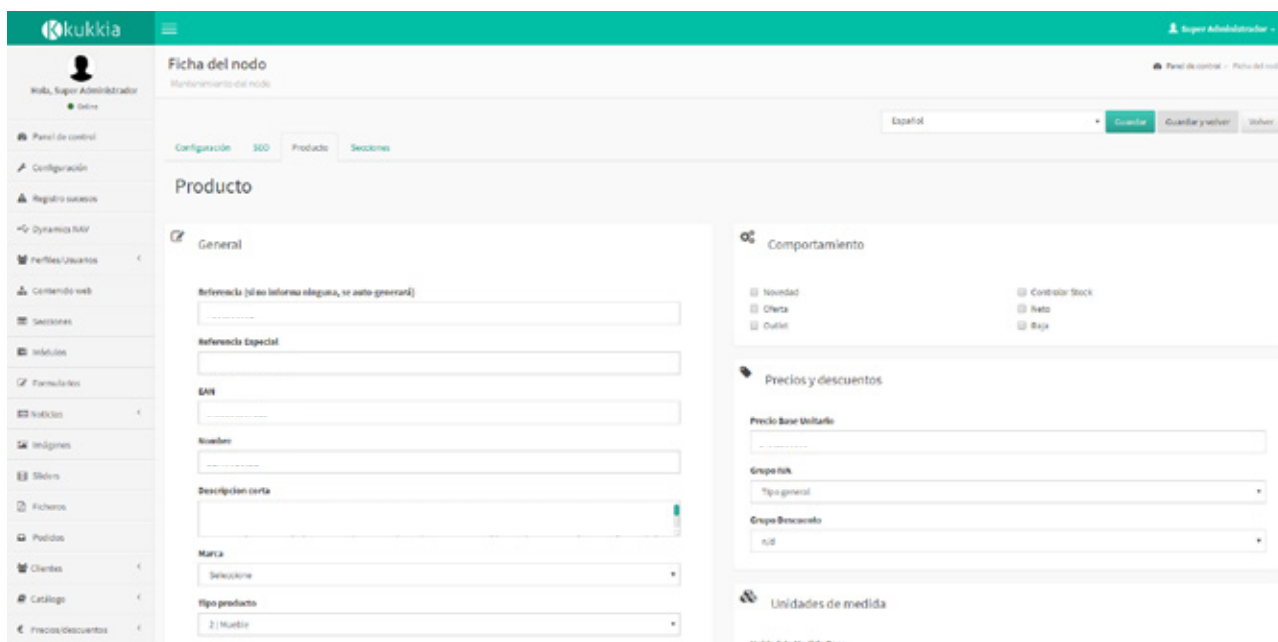 kukkia
Super Administrador
Hola, Super Administrador
Online
Panel de control
Configuración
Registro sucesos
Dynamics NAV
Perfiles/Usuarios
Contenido web
Secciones
Módulos
Formularios
Noticias
Imágenes
Sliders
Ficheros
Pedidos
Clientes
Catálogo
Precios/descuentos
Ficha del nodo
Mantenimiento del nodo
Panel de control > Ficha del nodo
Español
Guardar
Guardar y volver
Volver
Configuración
SEO
Producto
Secciones
Producto
General
Referencia (si no informa ninguna, se auto-generará)
Referencia Especial
EAN
Nombre
Descripcion corta
Marca
Seleccione
Tipo producto
2 | Mueble
Comportamiento
Novedad
Controlar Stock
Oferta
Neto
Outlet
Baja
Precios y descuentos
Precio Base Unitario
Grupo IVA
Tipo general
Grupo Descuento
n/d
Unidades de medida